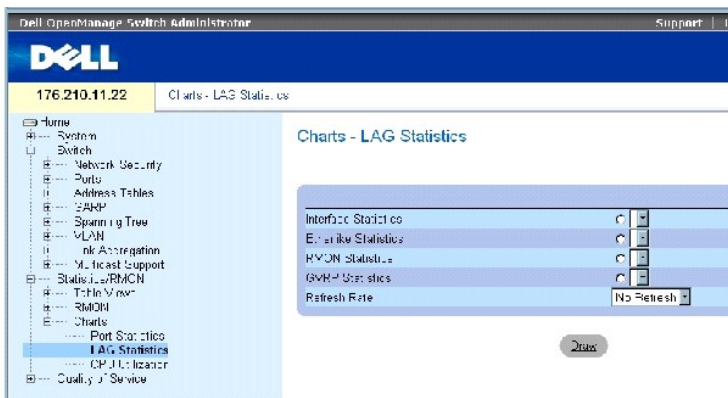 Dell OpenManage Switch Administrator
Support
DELL
176.210.11.22
Charts - LAG Statistics
Home
System
Switch
Network Security
Ports
Address Tables
GARP
Spanning Tree
VLAN
Link Aggregation
Multicast Support
Statistics/RMON
Table Views
RMON
Charts
Port Statistics
LAG Statistics
CPU Utilization
Quality of Service
Charts - LAG Statistics
Interface Statistics
Etherlike Statistics
RMON Statistics
GVRP Statistics
Refresh Rate
No Refresh
Draw